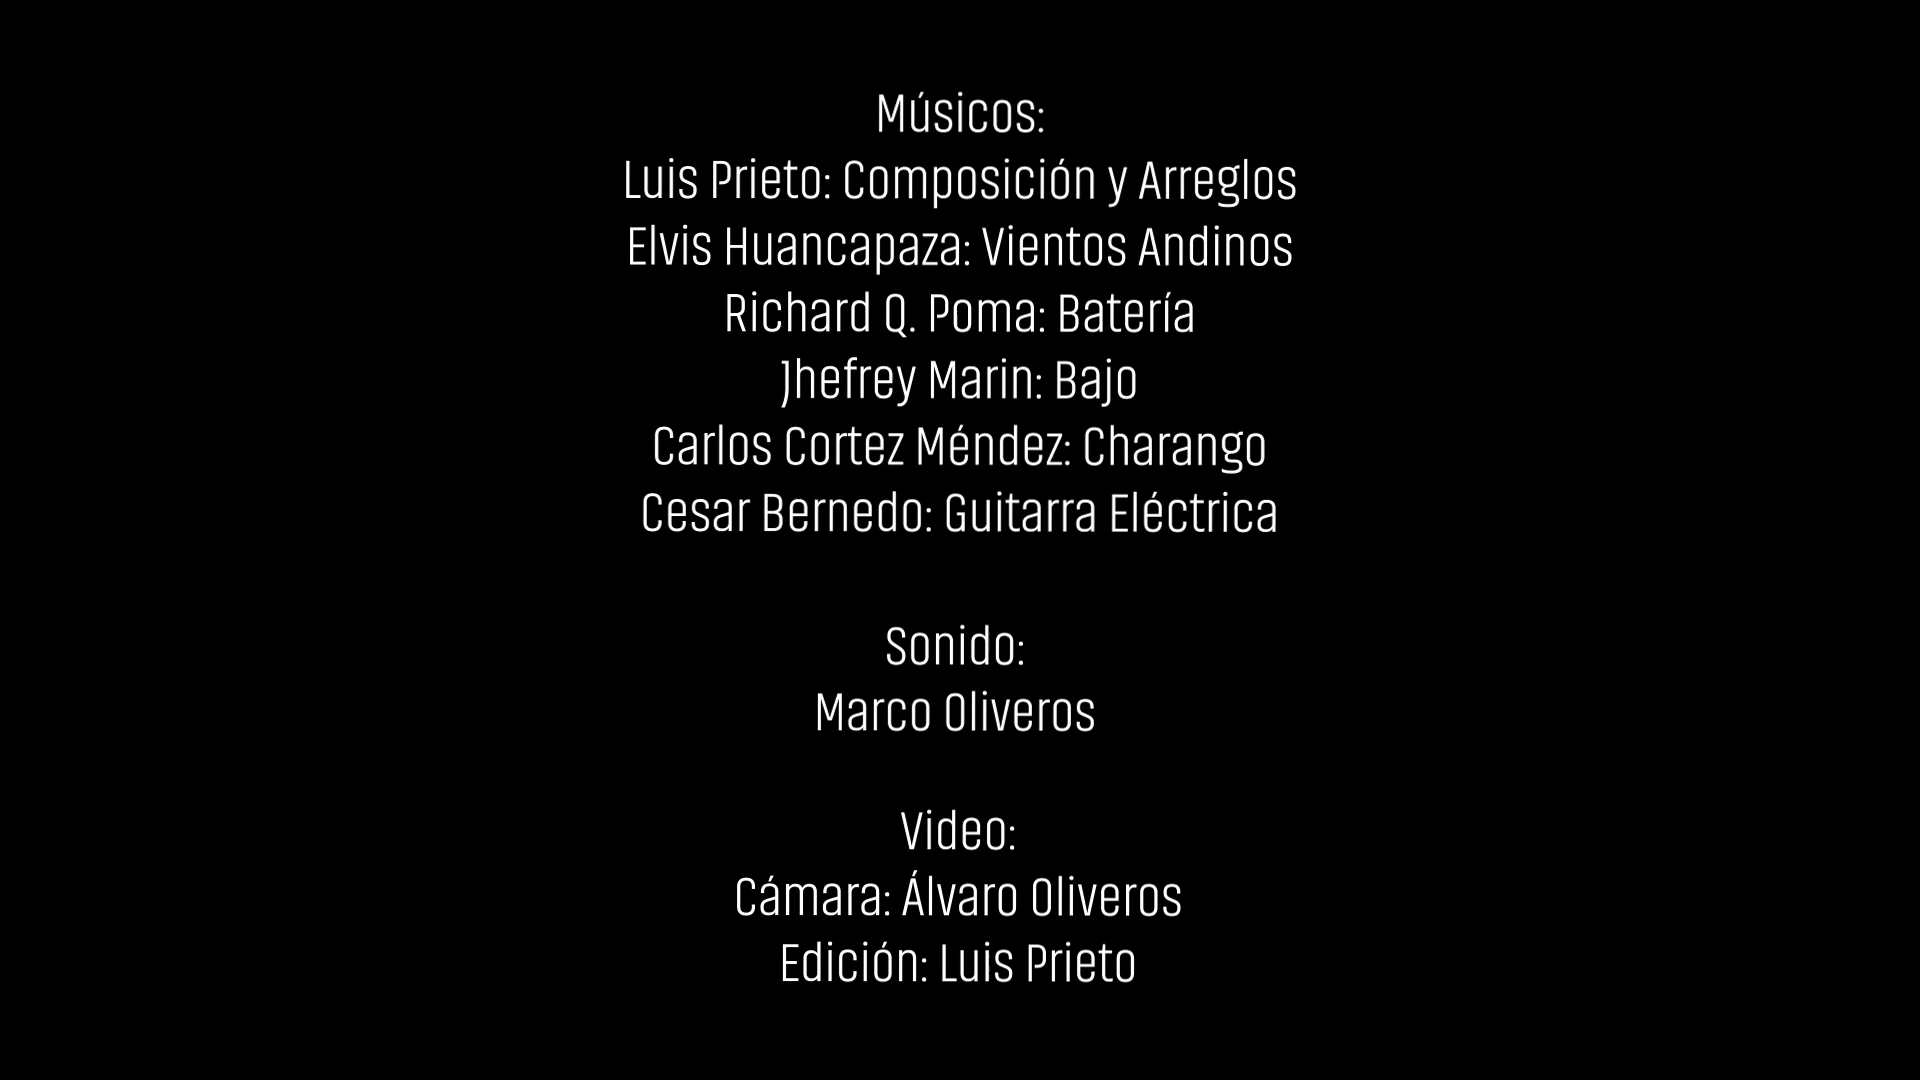 Músicos:
Luis Prieto: Composición y Arreglos
Elvis Huancapaza: Vientos Andinos
Richard Q. Poma: Batería
Jhefrey Marin: Bajo
Carlos Cortez Méndez: Charango
Cesar Bernedo: Guitarra Eléctrica
Sonido:
Marco Oliveros
Video:
Cámara: Álvaro Oliveros
Edición: Luis Prieto